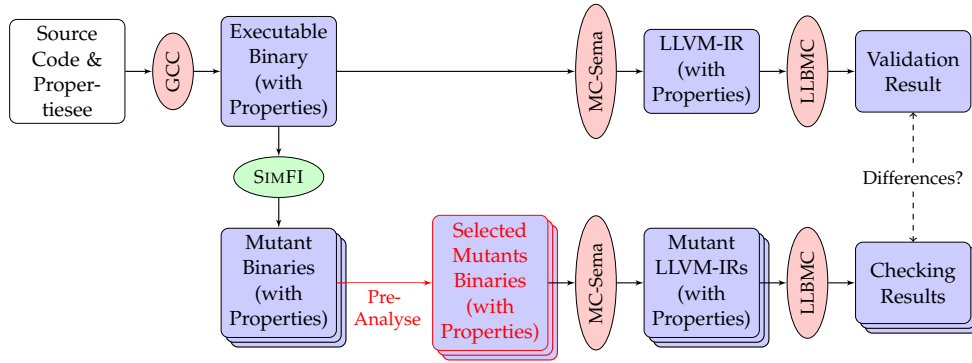 Source
Code &
Proper-
tiesee
GCC
Executable
Binary
(with
Properties)
MC-Sema
LLVM-IR
(with
Properties)
LLBMC
Validation
Result
SIMFI
Differences?
Mutant
Binaries
(with
Properties)
Pre-
Analyse
Selected
Mutants
Binaries
(with
Properties)
MC-Sema
Mutant
LLVM-IRs
(with
Properties)
LLBMC
Checking
Results